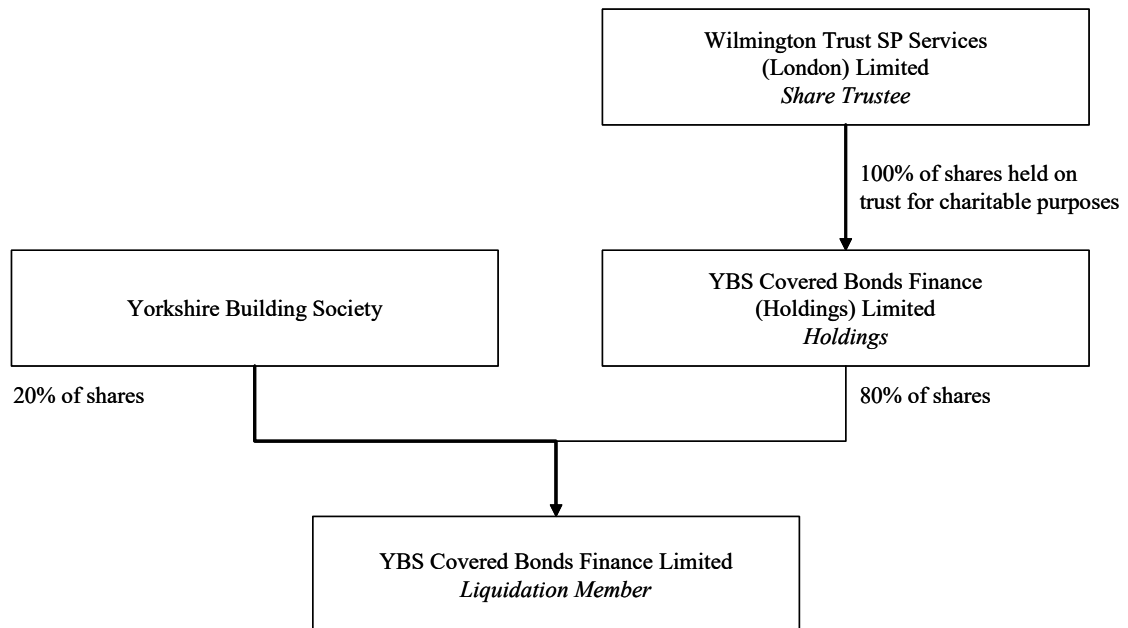 Wilmington Trust SP Services
(London) Limited
Share Trustee
100% of shares held on
trust for charitable purposes
Yorkshire Building Society
YBS Covered Bonds Finance
(Holdings) Limited
Holdings
20% of shares
80% of shares
YBS Covered Bonds Finance Limited
Liquidation Member